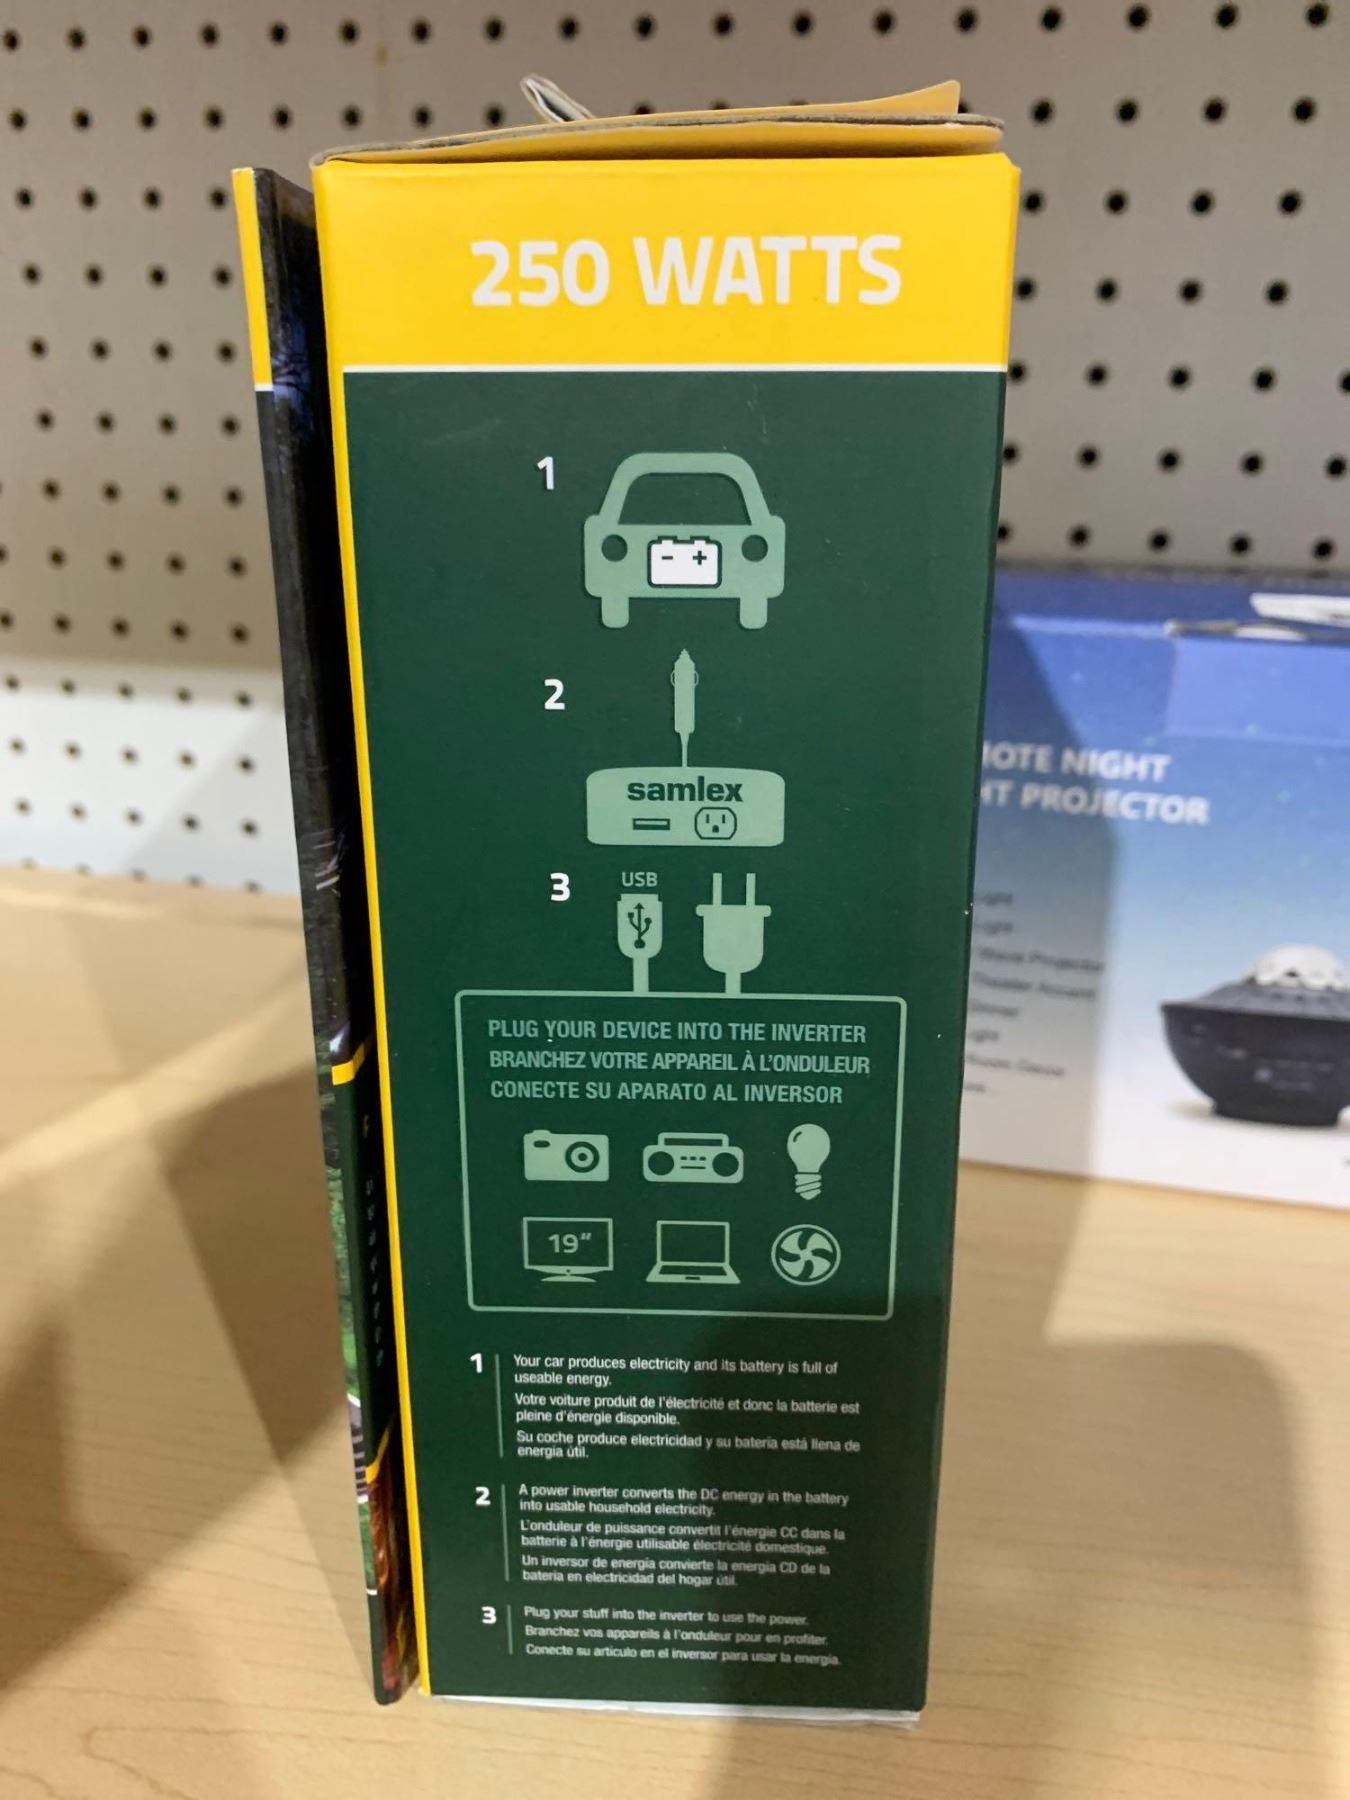 250 WATTS
1
- +
2
samlex
3
USB
PLUG YOUR DEVICE INTO THE INVERTER
BRANCHEZ VOTRE APPAREIL À L'ONDULEUR
CONECTE SU APARATO AL INVERSOR
19"
1
Your car produces electricity and its battery is full of
useable energy.
Votre voiture produit de l'électricité et donc la batterie est
pleine d'énergie disponible.
Su coche produce electricidad y su batería está llena de
energía útil.
2
A power inverter converts the DC energy in the battery
into usable household electricity.
L'onduleur de puissance convertit l'énergie CC dans la
batterie à l'énergie utilisable électricité domestique.
Un inversor de energía convierte la energía CD de la
batería en electricidad del hogar útil.
3
Plug your stuff into the inverter to use the power.
Branchez vos appareils à l'onduleur pour en profiter.
Conecte su artículo en el inversor para usar la energía.
NIGHT
PROJECTOR